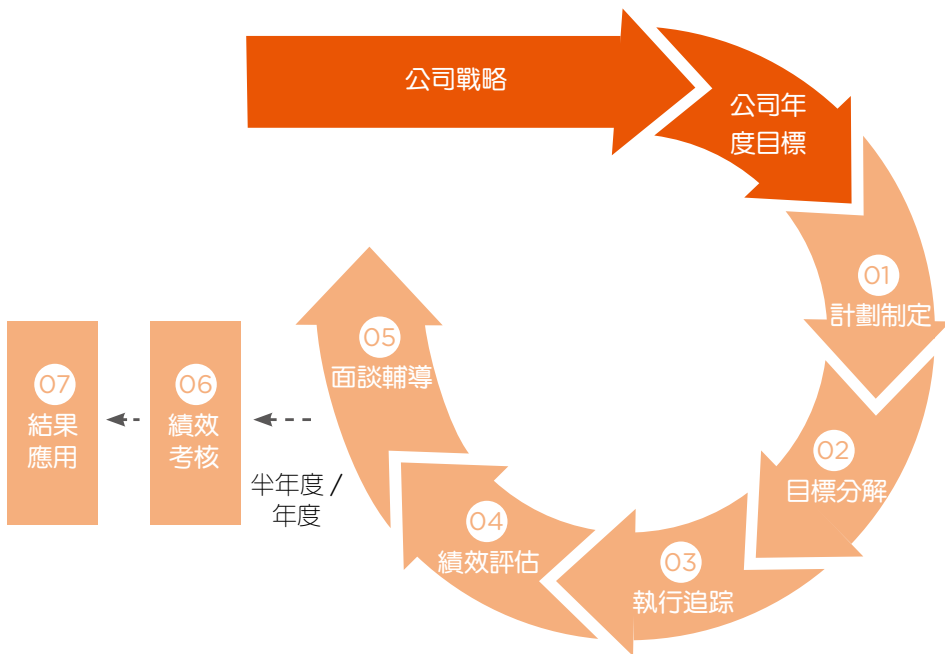 公司戰略
公司年
度目標
01
計劃制定
02
目標分解
03
執行追踪
04
績效評估
05
面談輔導
半年度 /
年度
06
績效
考核
07
結果
應用